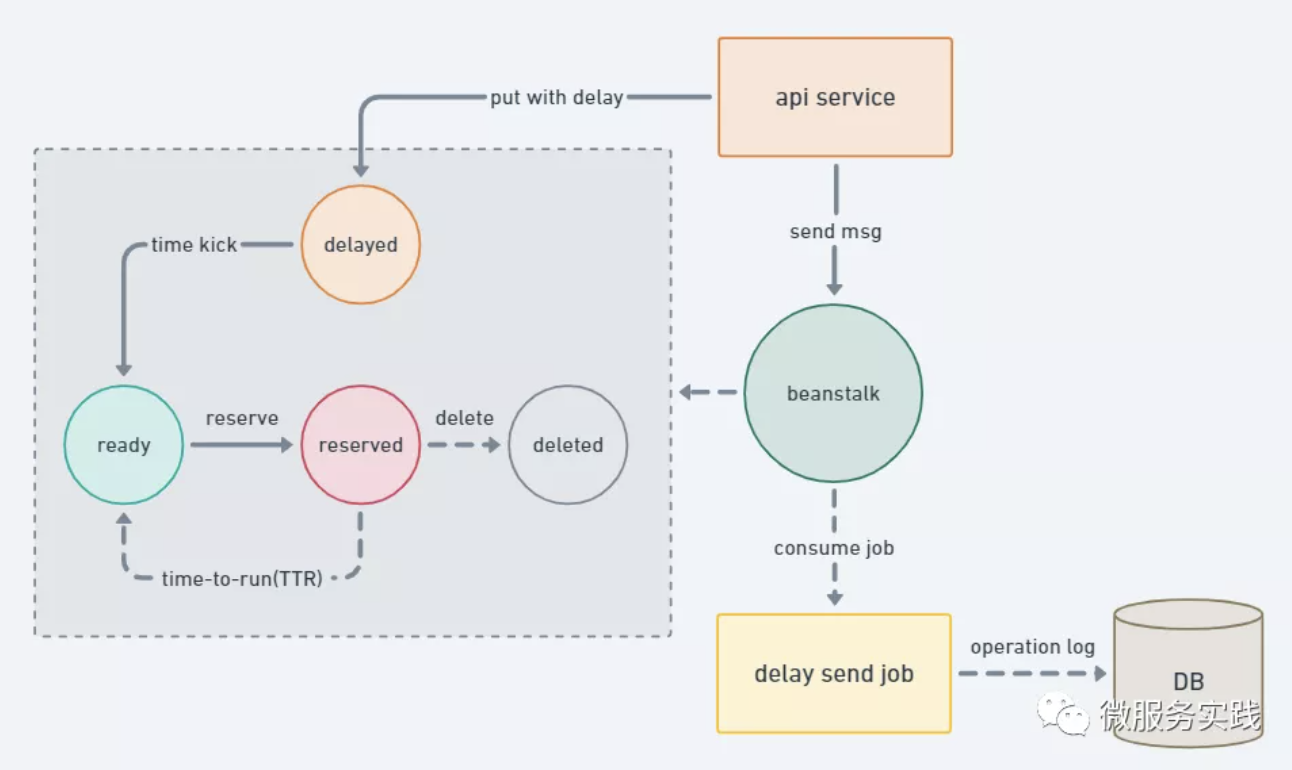 api service
put with delay
send msg
delayed
time kick
beanstalk
ready
reserve
reserved
delete
deleted
time-to-run(TTR)
consume job
delay send job
operation log
DB
微服务实践